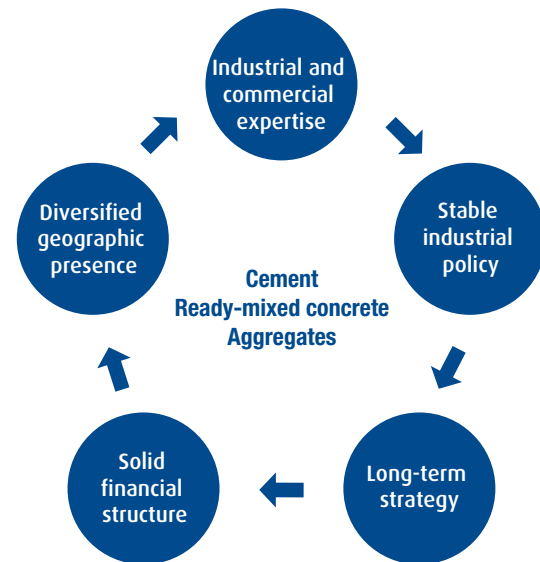 Industrial and
commercial
expertise
Stable
industrial
policy
Long-term
strategy
Solid
financial
structure
Diversified
geographic
presence
Cement
Ready-mixed concrete
Aggregates